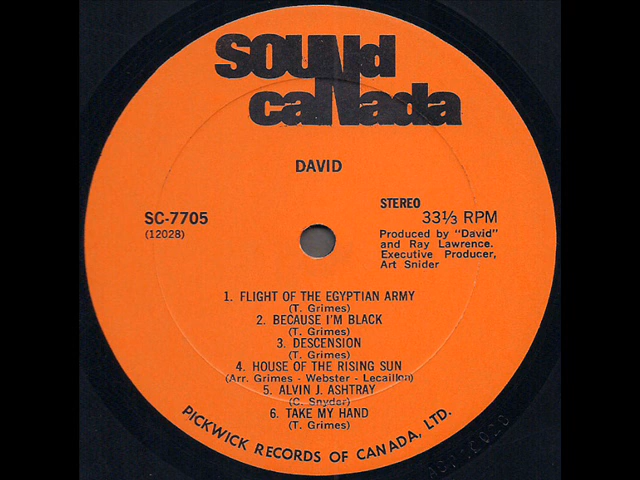 SOUNd
caNada
DAVID
SC-7705
(12028)
STEREO
33⅓ RPM
Produced by "David"
and Ray Lawrence.
Executive Producer,
Art Snider
1. FLIGHT OF THE EGYPTIAN ARMY
(T. Grimes)
2. BECAUSE I'M BLACK
(T. Grimes)
3. DESCENSION
(T. Grimes)
4. HOUSE OF THE RISING SUN
(Arr. Grimes - Webster - Lecaillon)
5. ALVIN J. ASHTRAY
(C. Snyder)
6. TAKE MY HAND
(T. Grimes)
PICKWICK RECORDS OF CANADA, LTD.